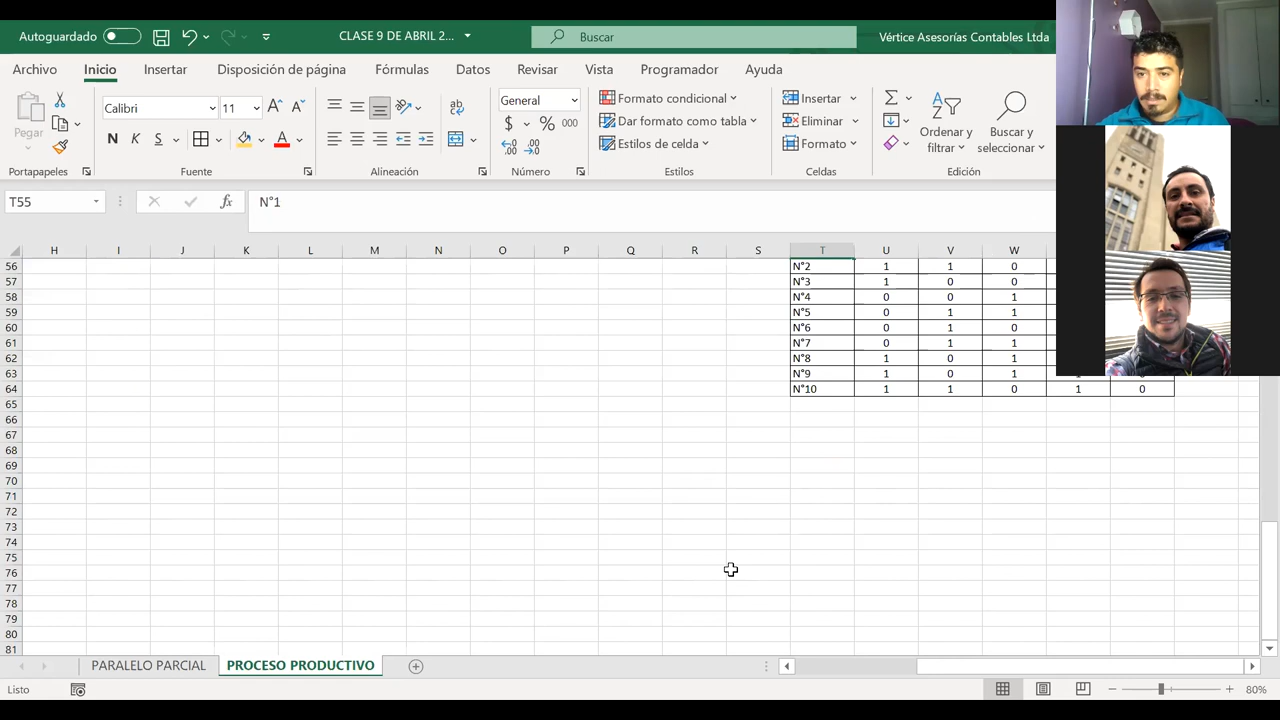 Autoguardado CLASE 9 DE ABRIL 2... Buscar Vértice Asesorías Contables Ltda
Archivo Inicio Insertar Disposición de página Fórmulas Datos Revisar Vista Programador Ayuda
Pegar
Portapapeles
Calibri 11
N K S
Fuente
Alineación
General
$ % 000
Número
Formato condicional
Dar formato como tabla
Estilos de celda
Estilos
Insertar
Eliminar
Formato
Celdas
Ordenar y filtrar
Buscar y seleccionar
Edición
T55 fx N°1
H I J K L M N O P Q R S T U V W
56 N°2 1 1 0
57 N°3 1 0 0
58 N°4 0 0 1
59 N°5 0 1 1
60 N°6 0 1 0
61 N°7 0 1 1
62 N°8 1 0 1
63 N°9 1 0 1
64 N°10 1 1 0 1 0
65
66
67
68
69
70
71
72
73
74
75
76
77
78
79
80
81
PARALELO PARCIAL PROCESO PRODUCTIVO
Listo 80%